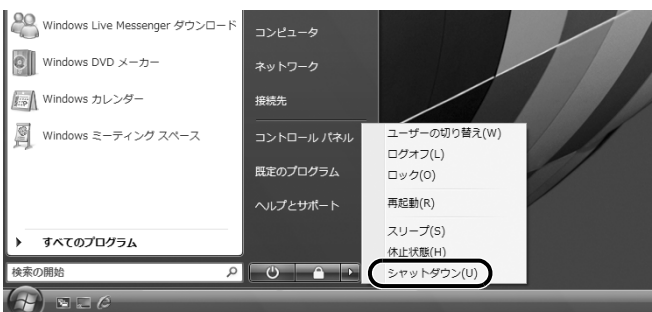 Windows Live Messenger ダウンロード
Windows DVD メーカー
Windows カレンダー
Windows ミーティング スペース
すべてのプログラム
検索の開始
コンピュータ
ネットワーク
接続先
コントロール パネル
既定のプログラム
ヘルプとサポート
ユーザーの切り替え(W)
ログオフ(L)
ロック(O)
再起動(R)
スリープ(S)
休止状態(H)
シャットダウン(U)